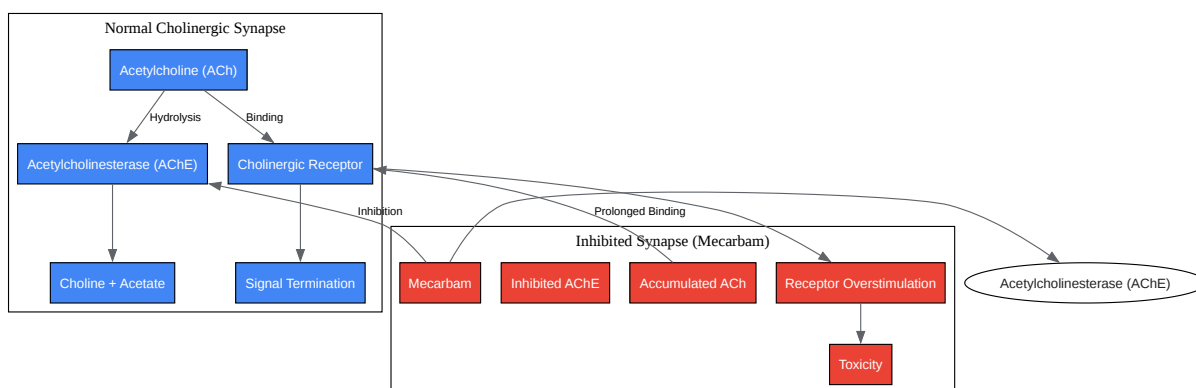 Normal Cholinergic Synapse
Acetylcholine (ACh)
Hydrolysis
Binding
Acetylcholinesterase (AChE)
Cholinergic Receptor
Inhibition
Prolonged Binding
Inhibited Synapse (Mecarbam)
Choline + Acetate
Signal Termination
Mecarbam
Inhibited AChE
Accumulated ACh
Receptor Overstimulation
Acetylcholinesterase (AChE)
Toxicity